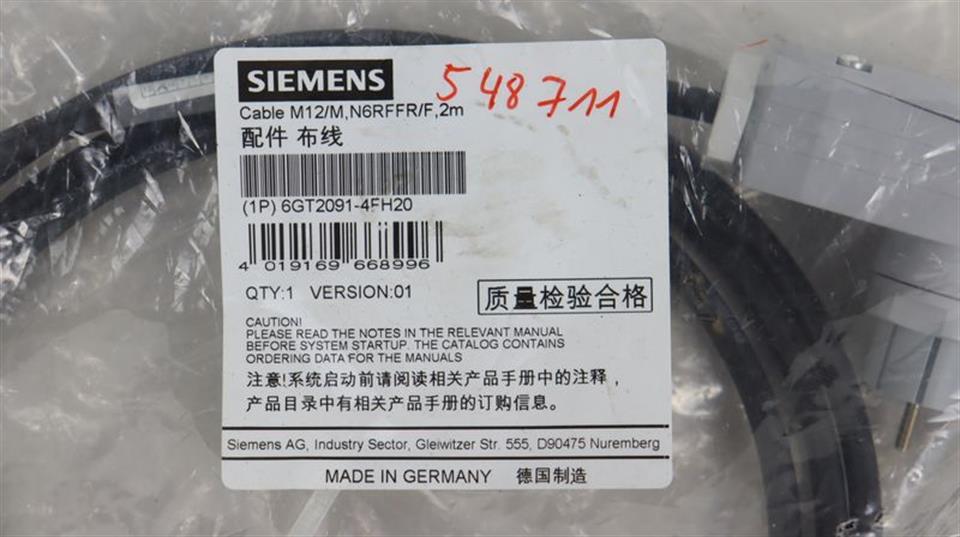 SIEMENS
548711
Cable M12/M,N6RFFR/F,2m
配件 布线
(1P) 6GT2091-4FH20
4 019169 668996
QTY:1 VERSION:01
质量检验合格
CAUTION!
PLEASE READ THE NOTES IN THE RELEVANT MANUAL
BEFORE SYSTEM STARTUP. THE CATALOG CONTAINS
ORDERING DATA FOR THE MANUALS
注意!系统启动前请阅读相关产品手册中的注释，
产品目录中有相关产品手册的订购信息。
Siemens AG, Industry Sector, Gleiwitzer Str. 555, D90475 Nuremberg
MADE IN GERMANY 德国制造